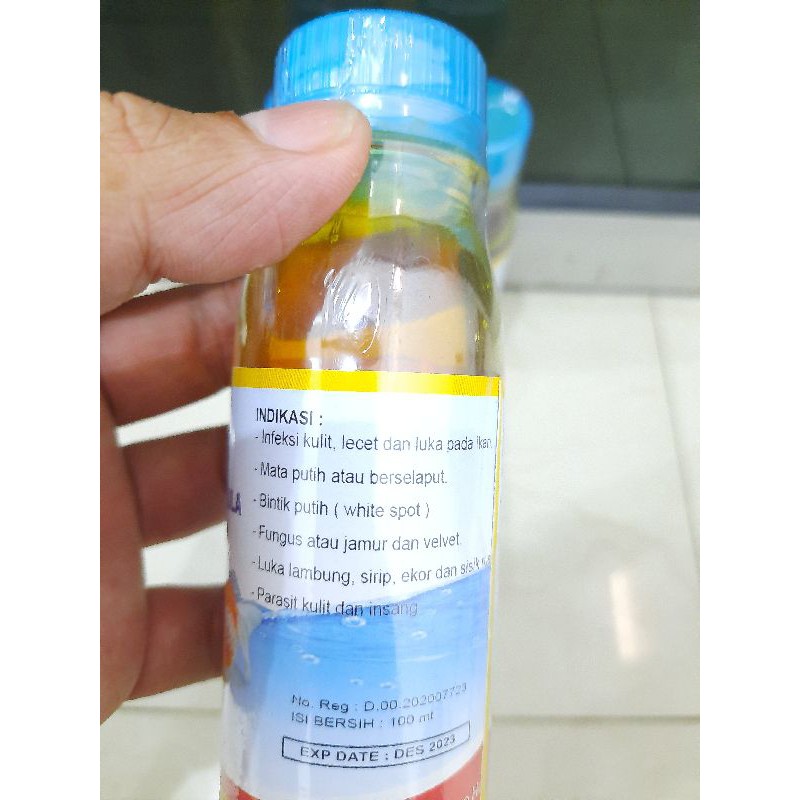 INDIKASI :
- Infeksi kulit, lecet dan luka pada ikan
- Mata putih atau berselaput.
- Bintik putih ( white spot )
- Fungus atau jamur dan velvet.
- Luka lambung, sirip, ekor dan sisik
- Parasit kulit dan insang
No. Reg : D.00.202007723
ISI BERSIH : 100 ml
EXP DATE : DES 2023